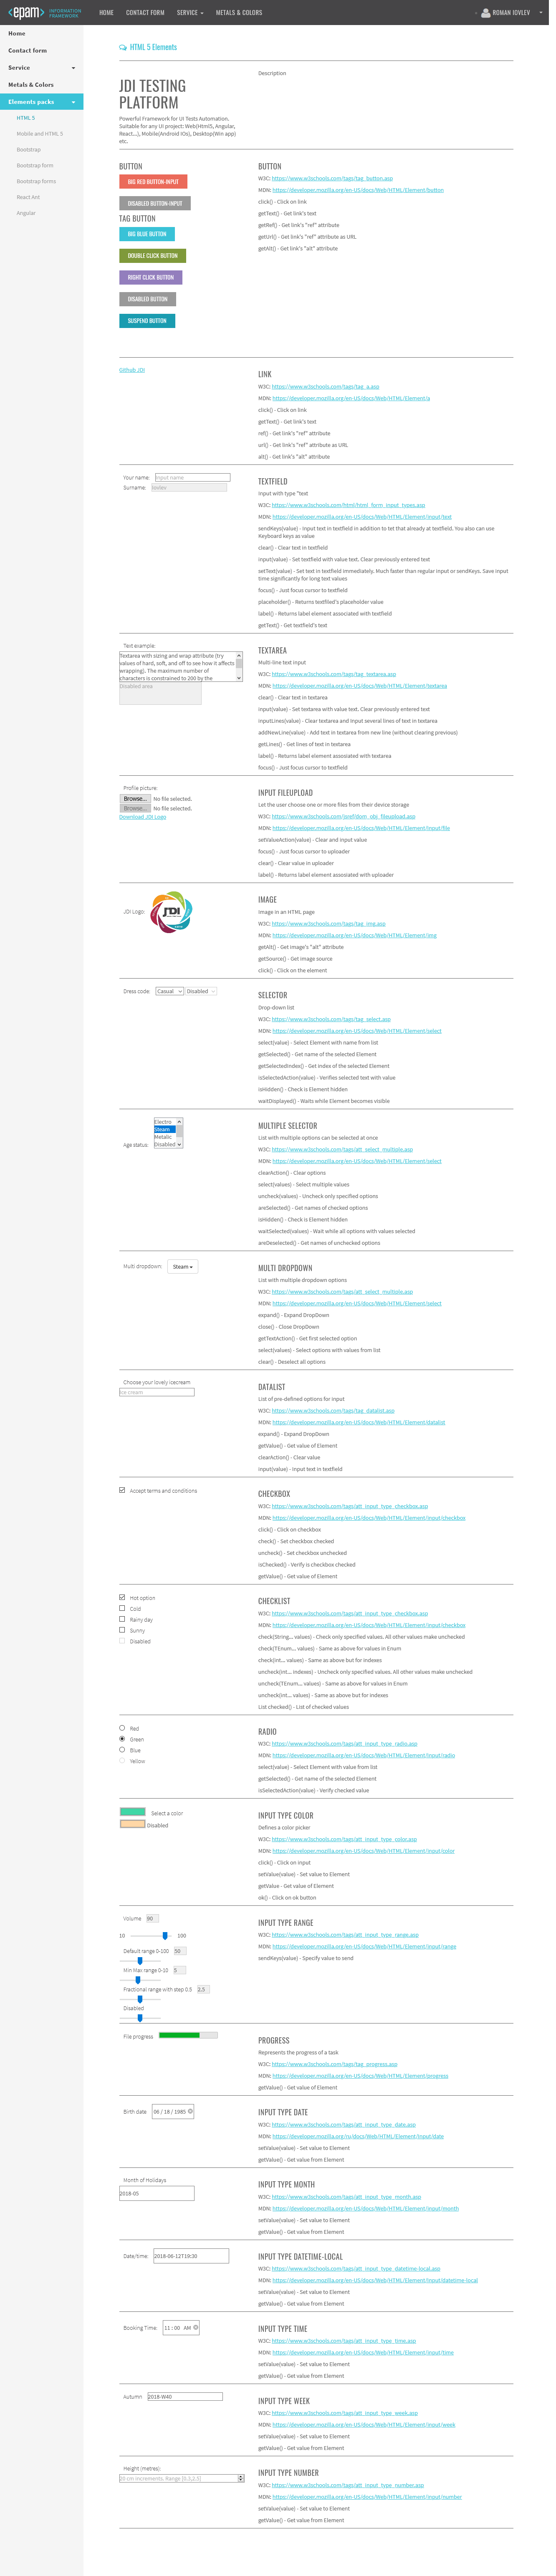 <epam> INFORMATION FRAMEWORK
HOME CONTACT FORM SERVICE METALS & COLORS
ROMAN IOVLEV
Home
Contact form
Service
Metals & Colors
Elements packs
HTML 5
Mobile and HTML 5
Bootstrap
Bootstrap form
Bootstrap forms
React Ant
Angular
HTML 5 Elements
JDI TESTING
PLATFORM
Description
Powerful Framework for UI Tests Automation.
Suitable for any UI project: Web(Html5, Angular,
React...), Mobile(Android IOs), Desktop(Win app)
etc.
BUTTON
BIG RED BUTTON-INPUT
DISABLED BUTTON-INPUT
TAG BUTTON
BIG BLUE BUTTON
DOUBLE CLICK BUTTON
RIGHT CLICK BUTTON
DISABLED BUTTON
SUSPEND BUTTON
BUTTON
W3C: https://www.w3schools.com/tags/tag_button.asp
MDN: https://developer.mozilla.org/en-US/docs/Web/HTML/Element/button
click() - Click on link
getText() - Get link's text
getRef() - Get link's "ref" attribute
getUrl() - Get link's "ref" attribute as URL
getAlt() - Get link's "alt" attribute
Github JDI
LINK
W3C: https://www.w3schools.com/tags/tag_a.asp
MDN: https://developer.mozilla.org/en-US/docs/Web/HTML/Element/a
click() - Click on link
getText() - Get link's text
ref() - Get link's "ref" attribute
url() - Get link's "ref" attribute as URL
alt() - Get link's "alt" attribute
Your name: Input name
Surname: Iovlev
TEXTFIELD
Input with type "text
W3C: https://www.w3schools.com/html/html_form_input_types.asp
MDN: https://developer.mozilla.org/en-US/docs/Web/HTML/Element/input/text
sendKeys(value) - Input text in textfield in addition to tet that already at textfield. You also can use
Keyboard keys as value
clear() - Clear text in textfield
input(value) - Set textfield with value text. Clear previously entered text
setText(value) - Set text in textfield immediately. Much faster than regular input or sendKeys. Save input
time significantly for long text values
focus() - Just focus cursor to textfield
placeholder() - Returns textfiled's placeholder value
label() - Returns label element associated with textfield
getText() - Get textfield's text
Text example:
Textarea with sizing and wrap attribute (try
values of hard, soft, and off to see how it affects
wrapping). The maximum number of
characters is constrained to 200 by the
Disabled area
TEXTAREA
Multi-line text input
W3C: https://www.w3schools.com/tags/tag_textarea.asp
MDN: https://developer.mozilla.org/en-US/docs/Web/HTML/Element/textarea
clear() - Clear text in textarea
input(value) - Set textarea with value text. Clear previously entered text
inputLines(value) - Clear textarea and input several lines of text in textarea
addNewLine(value) - Add text in textarea from new line (without clearing previous)
getLines() - Get lines of text in textarea
label() - Returns label element assosiated with textarea
focus() - Just focus cursor to textfield
Profile picture:
Browse... No file selected.
Browse... No file selected.
Download JDI Logo
INPUT FILEUPLOAD
Let the user choose one or more files from their device storage
W3C: https://www.w3schools.com/jsref/dom_obj_fileupload.asp
MDN: https://developer.mozilla.org/en-US/docs/Web/HTML/Element/input/file
setValueAction(value) - Clear and input value
focus() - Just focus cursor to uploader
clear() - Clear value in uploader
label() - Returns label element assosiated with uploader
JDI Logo: JDI
IMAGE
Image in an HTML page
W3C: https://www.w3schools.com/tags/tag_img.asp
MDN: https://developer.mozilla.org/en-US/docs/Web/HTML/Element/img
getAlt() - Get image's "alt" attribute
getSource() - Get image source
click() - Click on the element
Dress code: Casual Disabled
SELECTOR
Drop-down list
W3C: https://www.w3schools.com/tags/tag_select.asp
MDN: https://developer.mozilla.org/en-US/docs/Web/HTML/Element/select
select(value) - Select Element with name from list
getSelected() - Get name of the selected Element
getSelectedIndex() - Get index of the selected Element
isSelectedAction(value) - Verifies selected text with value
isHidden() - Check is Element hidden
waitDisplayed() - Waits while Element becomes visible
Age status: Electro
Steam
Metalic
Disabled
MULTIPLE SELECTOR
List with multiple options can be selected at once
W3C: https://www.w3schools.com/tags/att_select_multiple.asp
MDN: https://developer.mozilla.org/en-US/docs/Web/HTML/Element/select
clearAction() - Clear options
select(values) - Select multiple values
uncheck(values) - Uncheck only specified options
areSelected() - Get names of checked options
isHidden() - Check is Element hidden
waitSelected(values) - Wait while all options with values selected
areDeselected() - Get names of unchecked options
Multi dropdown: Steam
MULTI DROPDOWN
List with multiple dropdown options
W3C: https://www.w3schools.com/tags/att_select_multiple.asp
MDN: https://developer.mozilla.org/en-US/docs/Web/HTML/Element/select
expand() - Expand DropDown
close() - Close DropDown
getTextAction() - Get first selected option
select(values) - Select options with values from list
clear() - Deselect all options
Choose your lovely icecream
Ice cream
DATALIST
List of pre-defined options for input
W3C: https://www.w3schools.com/tags/tag_datalist.asp
MDN: https://developer.mozilla.org/en-US/docs/Web/HTML/Element/datalist
expand() - Expand DropDown
getValue() - Get value of Element
clearAction() - Clear value
input(value) - Input text in textfield
Accept terms and conditions
CHECKBOX
W3C: https://www.w3schools.com/tags/att_input_type_checkbox.asp
MDN: https://developer.mozilla.org/en-US/docs/Web/HTML/Element/input/checkbox
click() - Click on checkbox
check() - Set checkbox checked
uncheck() - Set checkbox unchecked
isChecked() - Verify is checkbox checked
getValue() - Get value of Element
Hot option
Cold
Rainy day
Sunny
Disabled
CHECKLIST
W3C: https://www.w3schools.com/tags/att_input_type_checkbox.asp
MDN: https://developer.mozilla.org/en-US/docs/Web/HTML/Element/input/checkbox
check(String... values) - Check only specified values. All other values make unchecked
check(TEnum... values) - Same as above for values in Enum
check(int... values) - Same as above but for indexes
uncheck(int... indexes) - Uncheck only specified values. All other values make unchecked
uncheck(TEnum... values) - Same as above for values in Enum
uncheck(int... values) - Same as above but for indexes
List checked() - List of checked values
Red
Green
Blue
Yellow
RADIO
W3C: https://www.w3schools.com/tags/att_input_type_radio.asp
MDN: https://developer.mozilla.org/en-US/docs/Web/HTML/Element/input/radio
select(value) - Select Element with value from list
getSelected() - Get name of the selected Element
isSelectedAction(value) - Verify checked value
Select a color
Disabled
INPUT TYPE COLOR
Defines a color picker
W3C: https://www.w3schools.com/tags/att_input_type_color.asp
MDN: https://developer.mozilla.org/en-US/docs/Web/HTML/Element/input/color
click() - Click on input
setValue(value) - Set value to Element
getValue - Get value of Element
ok() - Click on ok button
Volume 90
10 100
Default range 0-100 50
Min Max range 0-10 5
Fractional range with step 0.5 2.5
Disabled
INPUT TYPE RANGE
W3C: https://www.w3schools.com/tags/att_input_type_range.asp
MDN: https://developer.mozilla.org/en-US/docs/Web/HTML/Element/input/range
sendKeys(value) - Specify value to send
File progress
PROGRESS
Represents the progress of a task
W3C: https://www.w3schools.com/tags/tag_progress.asp
MDN: https://developer.mozilla.org/en-US/docs/Web/HTML/Element/progress
getValue() - Get value of Element
Birth date 06 / 18 / 1985
INPUT TYPE DATE
W3C: https://www.w3schools.com/tags/att_input_type_date.asp
MDN: https://developer.mozilla.org/ru/docs/Web/HTML/Element/Input/date
setValue(value) - Set value to Element
getValue() - Get value from Element
Month of Holidays
2018-05
INPUT TYPE MONTH
W3C: https://www.w3schools.com/tags/att_input_type_month.asp
MDN: https://developer.mozilla.org/en-US/docs/Web/HTML/Element/input/month
setValue(value) - Set value to Element
getValue() - Get value from Element
Date/time: 2018-06-12T19:30
INPUT TYPE DATETIME-LOCAL
W3C: https://www.w3schools.com/tags/att_input_type_datetime-local.asp
MDN: https://developer.mozilla.org/en-US/docs/Web/HTML/Element/input/datetime-local
setValue(value) - Set value to Element
getValue() - Get value from Element
Booking Time: 11 : 00 AM
INPUT TYPE TIME
W3C: https://www.w3schools.com/tags/att_input_type_time.asp
MDN: https://developer.mozilla.org/en-US/docs/Web/HTML/Element/input/time
setValue(value) - Set value to Element
getValue() - Get value from Element
Autumn 2018-W40
INPUT TYPE WEEK
W3C: https://www.w3schools.com/tags/att_input_type_week.asp
MDN: https://developer.mozilla.org/en-US/docs/Web/HTML/Element/input/week
setValue(value) - Set value to Element
getValue() - Get value from Element
Height (metres):
20 cm increments. Range [0.3,2.5]
INPUT TYPE NUMBER
W3C: https://www.w3schools.com/tags/att_input_type_number.asp
MDN: https://developer.mozilla.org/en-US/docs/Web/HTML/Element/input/number
setValue(value) - Set value to Element
getValue() - Get value from Element